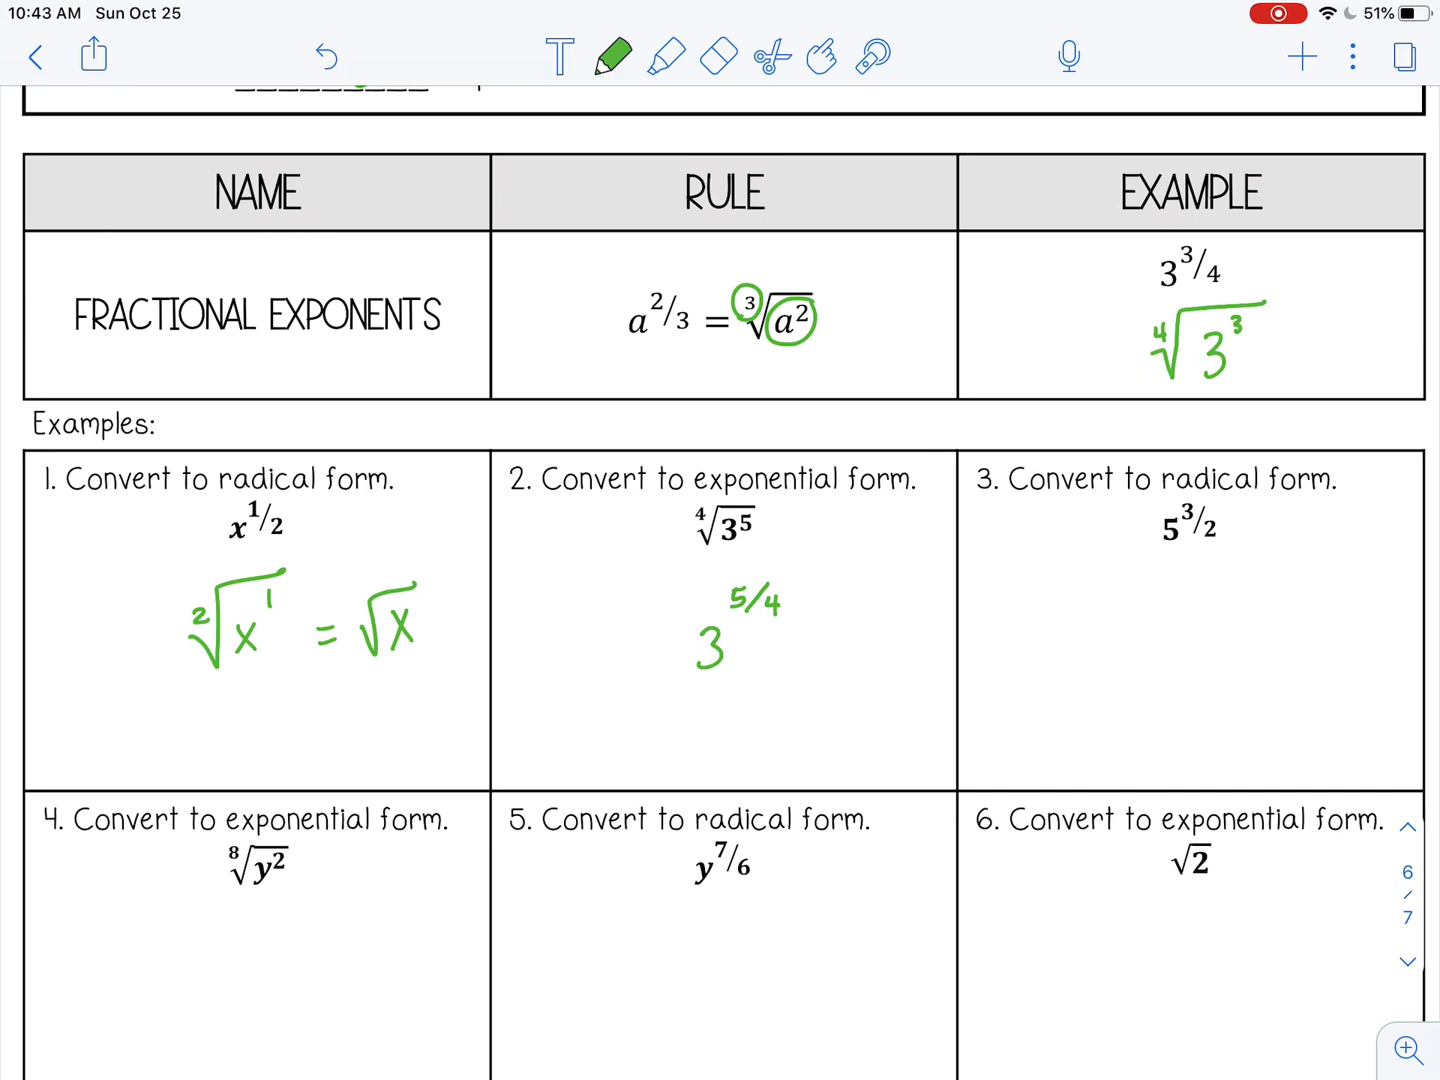 10:43 AM Sun Oct 25
51%
NAME
RULE
EXAMPLE
FRACTIONAL EXPONENTS
a^2/3 = ∛(a²)
3^3/4
⁴√(3³)
Examples:
1. Convert to radical form.
x^1/2
²√(x¹) = √x
2. Convert to exponential form.
⁴√(3⁵)
3^5/4
3. Convert to radical form.
5^3/2
4. Convert to exponential form.
⁸√(y²)
5. Convert to radical form.
y^7/6
6. Convert to exponential form.
√2
6
/
7